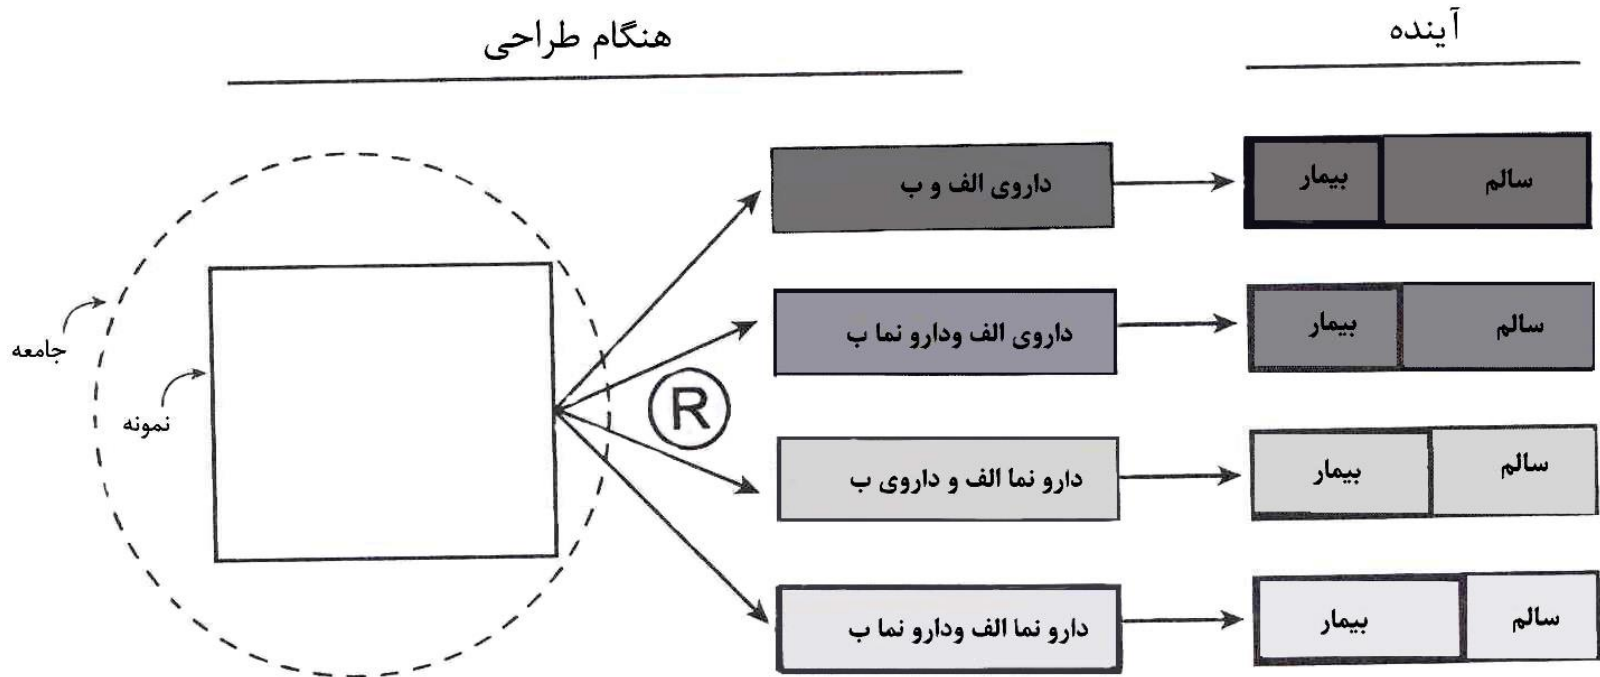 هنگام طراحی
آینده
داروی الف و ب
بیمار
سالم
داروی الف ودارو نما ب
بیمار
سالم
جامعه
نمونه
R
دارو نما الف و داروی ب
بیمار
سالم
دارو نما الف ودارو نما ب
بیمار
سالم